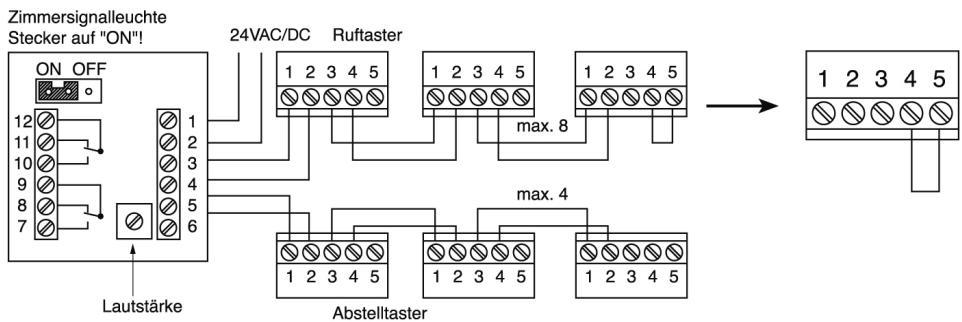 Zimmersignalleuchte
Stecker auf "ON"!
24VAC/DC Ruftaster
ON OFF
1 2 3 4 5
1 2 3 4 5
1 2 3 4 5
1 2 3 4 5
12
11
10
9
8
7
1
2
3
4
5
6
max. 8
max. 4
1 2 3 4 5
1 2 3 4 5
1 2 3 4 5
Lautstärke
Abstelltaster